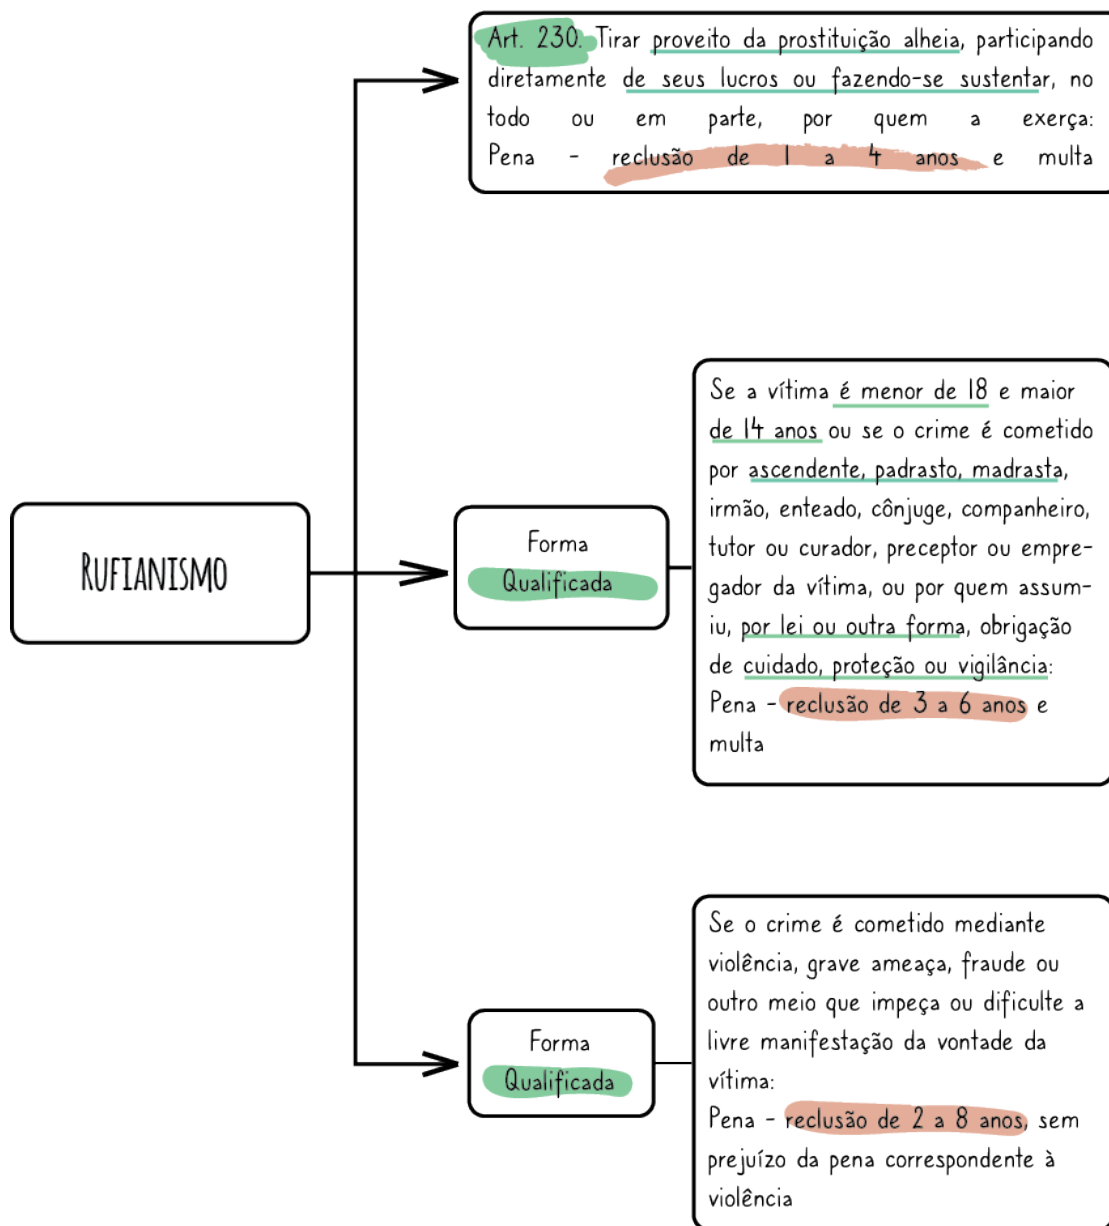 Art. 230. Tirar proveito da prostituição alheia, participando
diretamente de seus lucros ou fazendo-se sustentar, no
todo ou em parte, por quem a exerça:
Pena - reclusão de 1 a 4 anos e multa
RUFIANISMO
Forma
Qualificada
Se a vítima é menor de 18 e maior
de 14 anos ou se o crime é cometido
por ascendente, padrasto, madrasta,
irmão, enteado, cônjuge, companheiro,
tutor ou curador, preceptor ou empre-
gador da vítima, ou por quem assum-
iu, por lei ou outra forma, obrigação
de cuidado, proteção ou vigilância:
Pena - reclusão de 3 a 6 anos e
multa
Forma
Qualificada
Se o crime é cometido mediante
violência, grave ameaça, fraude ou
outro meio que impeça ou dificulte a
livre manifestação da vontade da
vítima:
Pena - reclusão de 2 a 8 anos, sem
prejuízo da pena correspondente à
violência